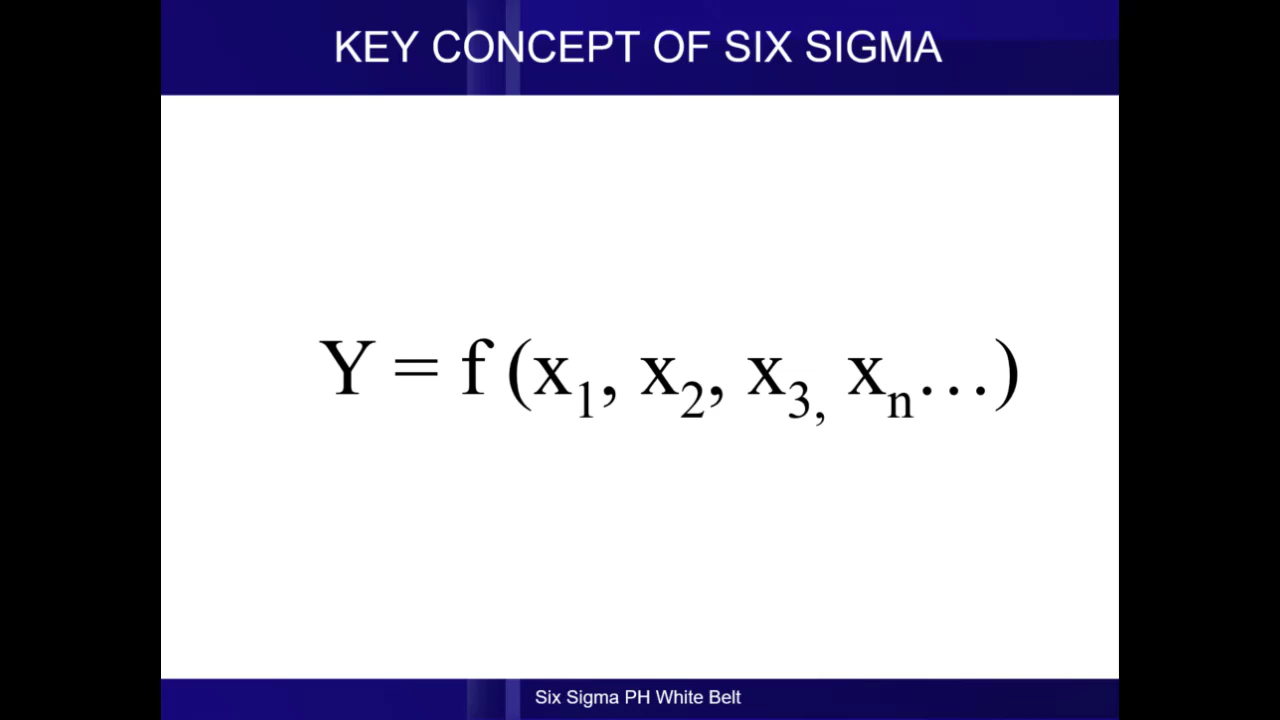 KEY CONCEPT OF SIX SIGMA
Y = f (x₁, x₂, x₃, xₙ…)
Six Sigma PH White Belt